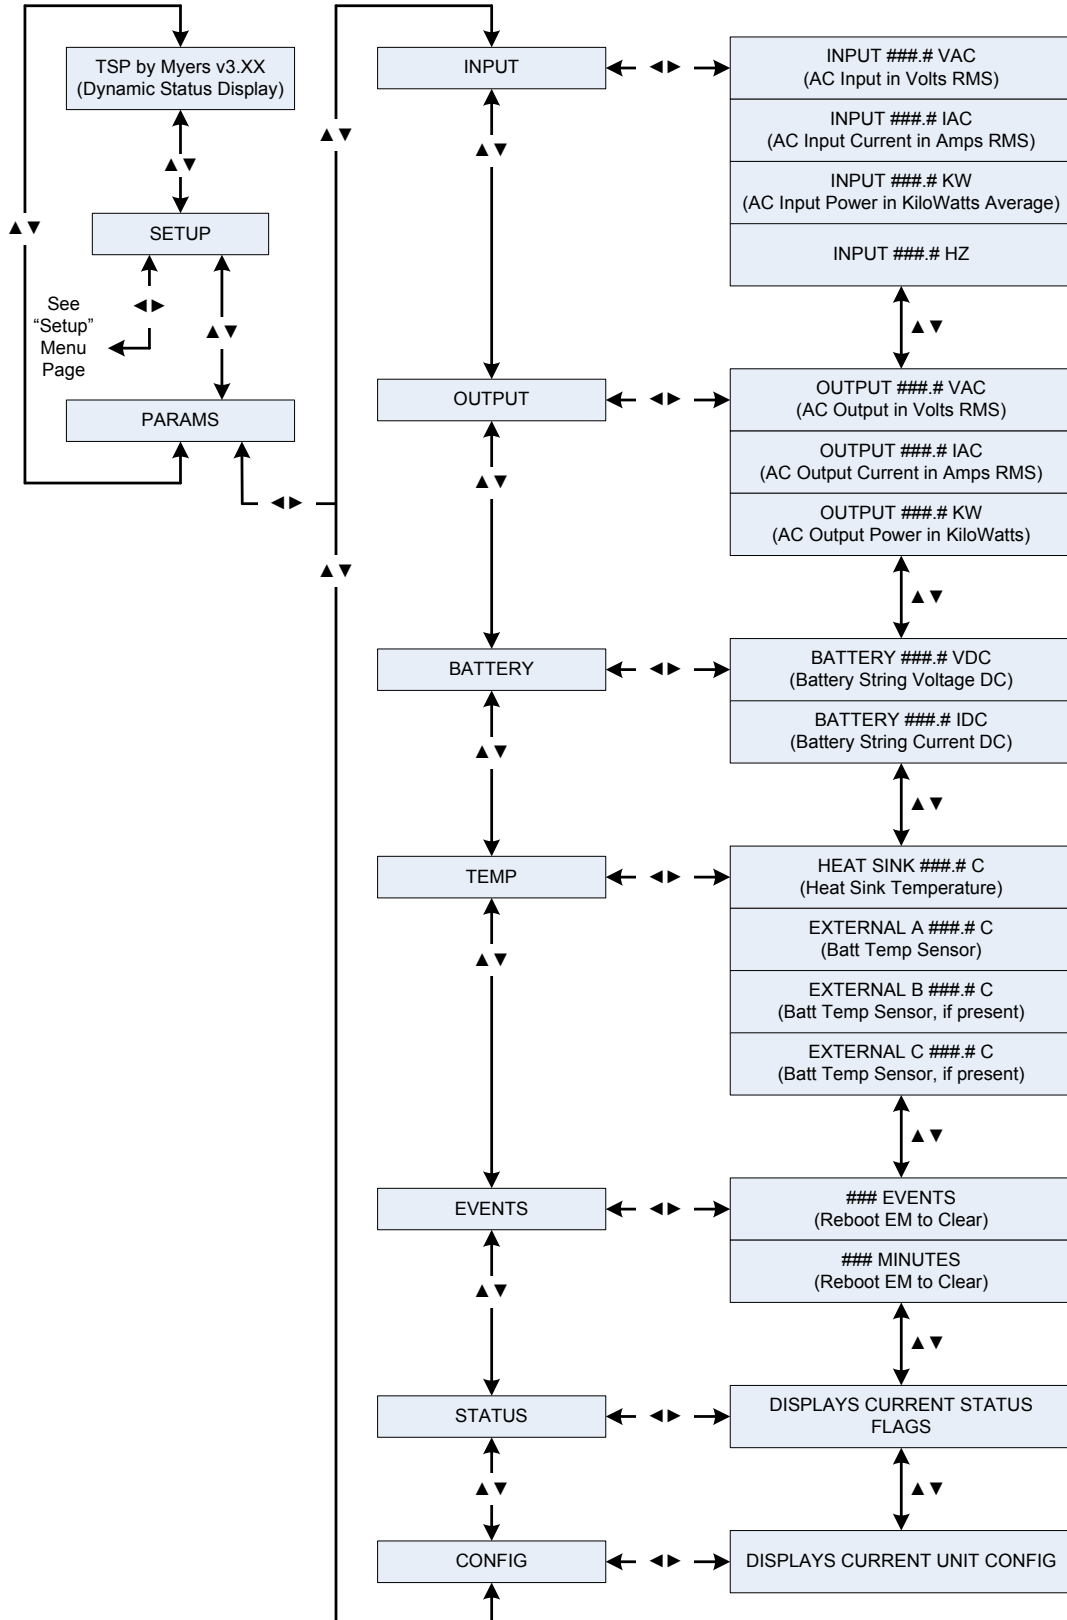 TSP by Myers v3.XX
(Dynamic Status Display)
▲▼
SETUP
▲▼
◄►
See
“Setup”
Menu
Page
▲▼
PARAMS
◄►
▲▼
▲▼
INPUT
◄►
INPUT ###.# VAC
(AC Input in Volts RMS)
INPUT ###.# IAC
(AC Input Current in Amps RMS)
INPUT ###.# KW
(AC Input Power in KiloWatts Average)
INPUT ###.# HZ
▲▼
▲▼
OUTPUT
◄►
OUTPUT ###.# VAC
(AC Output in Volts RMS)
OUTPUT ###.# IAC
(AC Output Current in Amps RMS)
OUTPUT ###.# KW
(AC Output Power in KiloWatts)
▲▼
▲▼
BATTERY
◄►
BATTERY ###.# VDC
(Battery String Voltage DC)
BATTERY ###.# IDC
(Battery String Current DC)
▲▼
▲▼
TEMP
◄►
HEAT SINK ###.# C
(Heat Sink Temperature)
EXTERNAL A ###.# C
(Batt Temp Sensor)
EXTERNAL B ###.# C
(Batt Temp Sensor, if present)
EXTERNAL C ###.# C
(Batt Temp Sensor, if present)
▲▼
▲▼
EVENTS
◄►
### EVENTS
(Reboot EM to Clear)
### MINUTES
(Reboot EM to Clear)
▲▼
▲▼
STATUS
◄►
DISPLAYS CURRENT STATUS
FLAGS
▲▼
▲▼
CONFIG
◄►
DISPLAYS CURRENT UNIT CONFIG